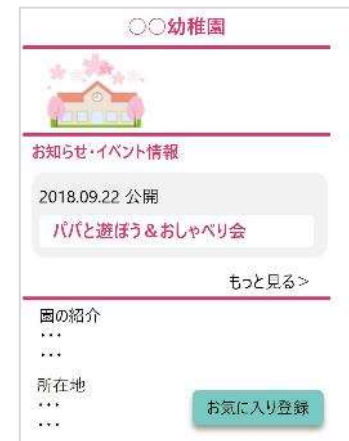 ○○幼稚園
お知らせ・イベント情報
2018.09.22 公開
パパと遊ぼう＆おしゃべり会
もっと見る＞
園の紹介
・・・
・・・
所在地
・・・
・・・
お気に入り登録